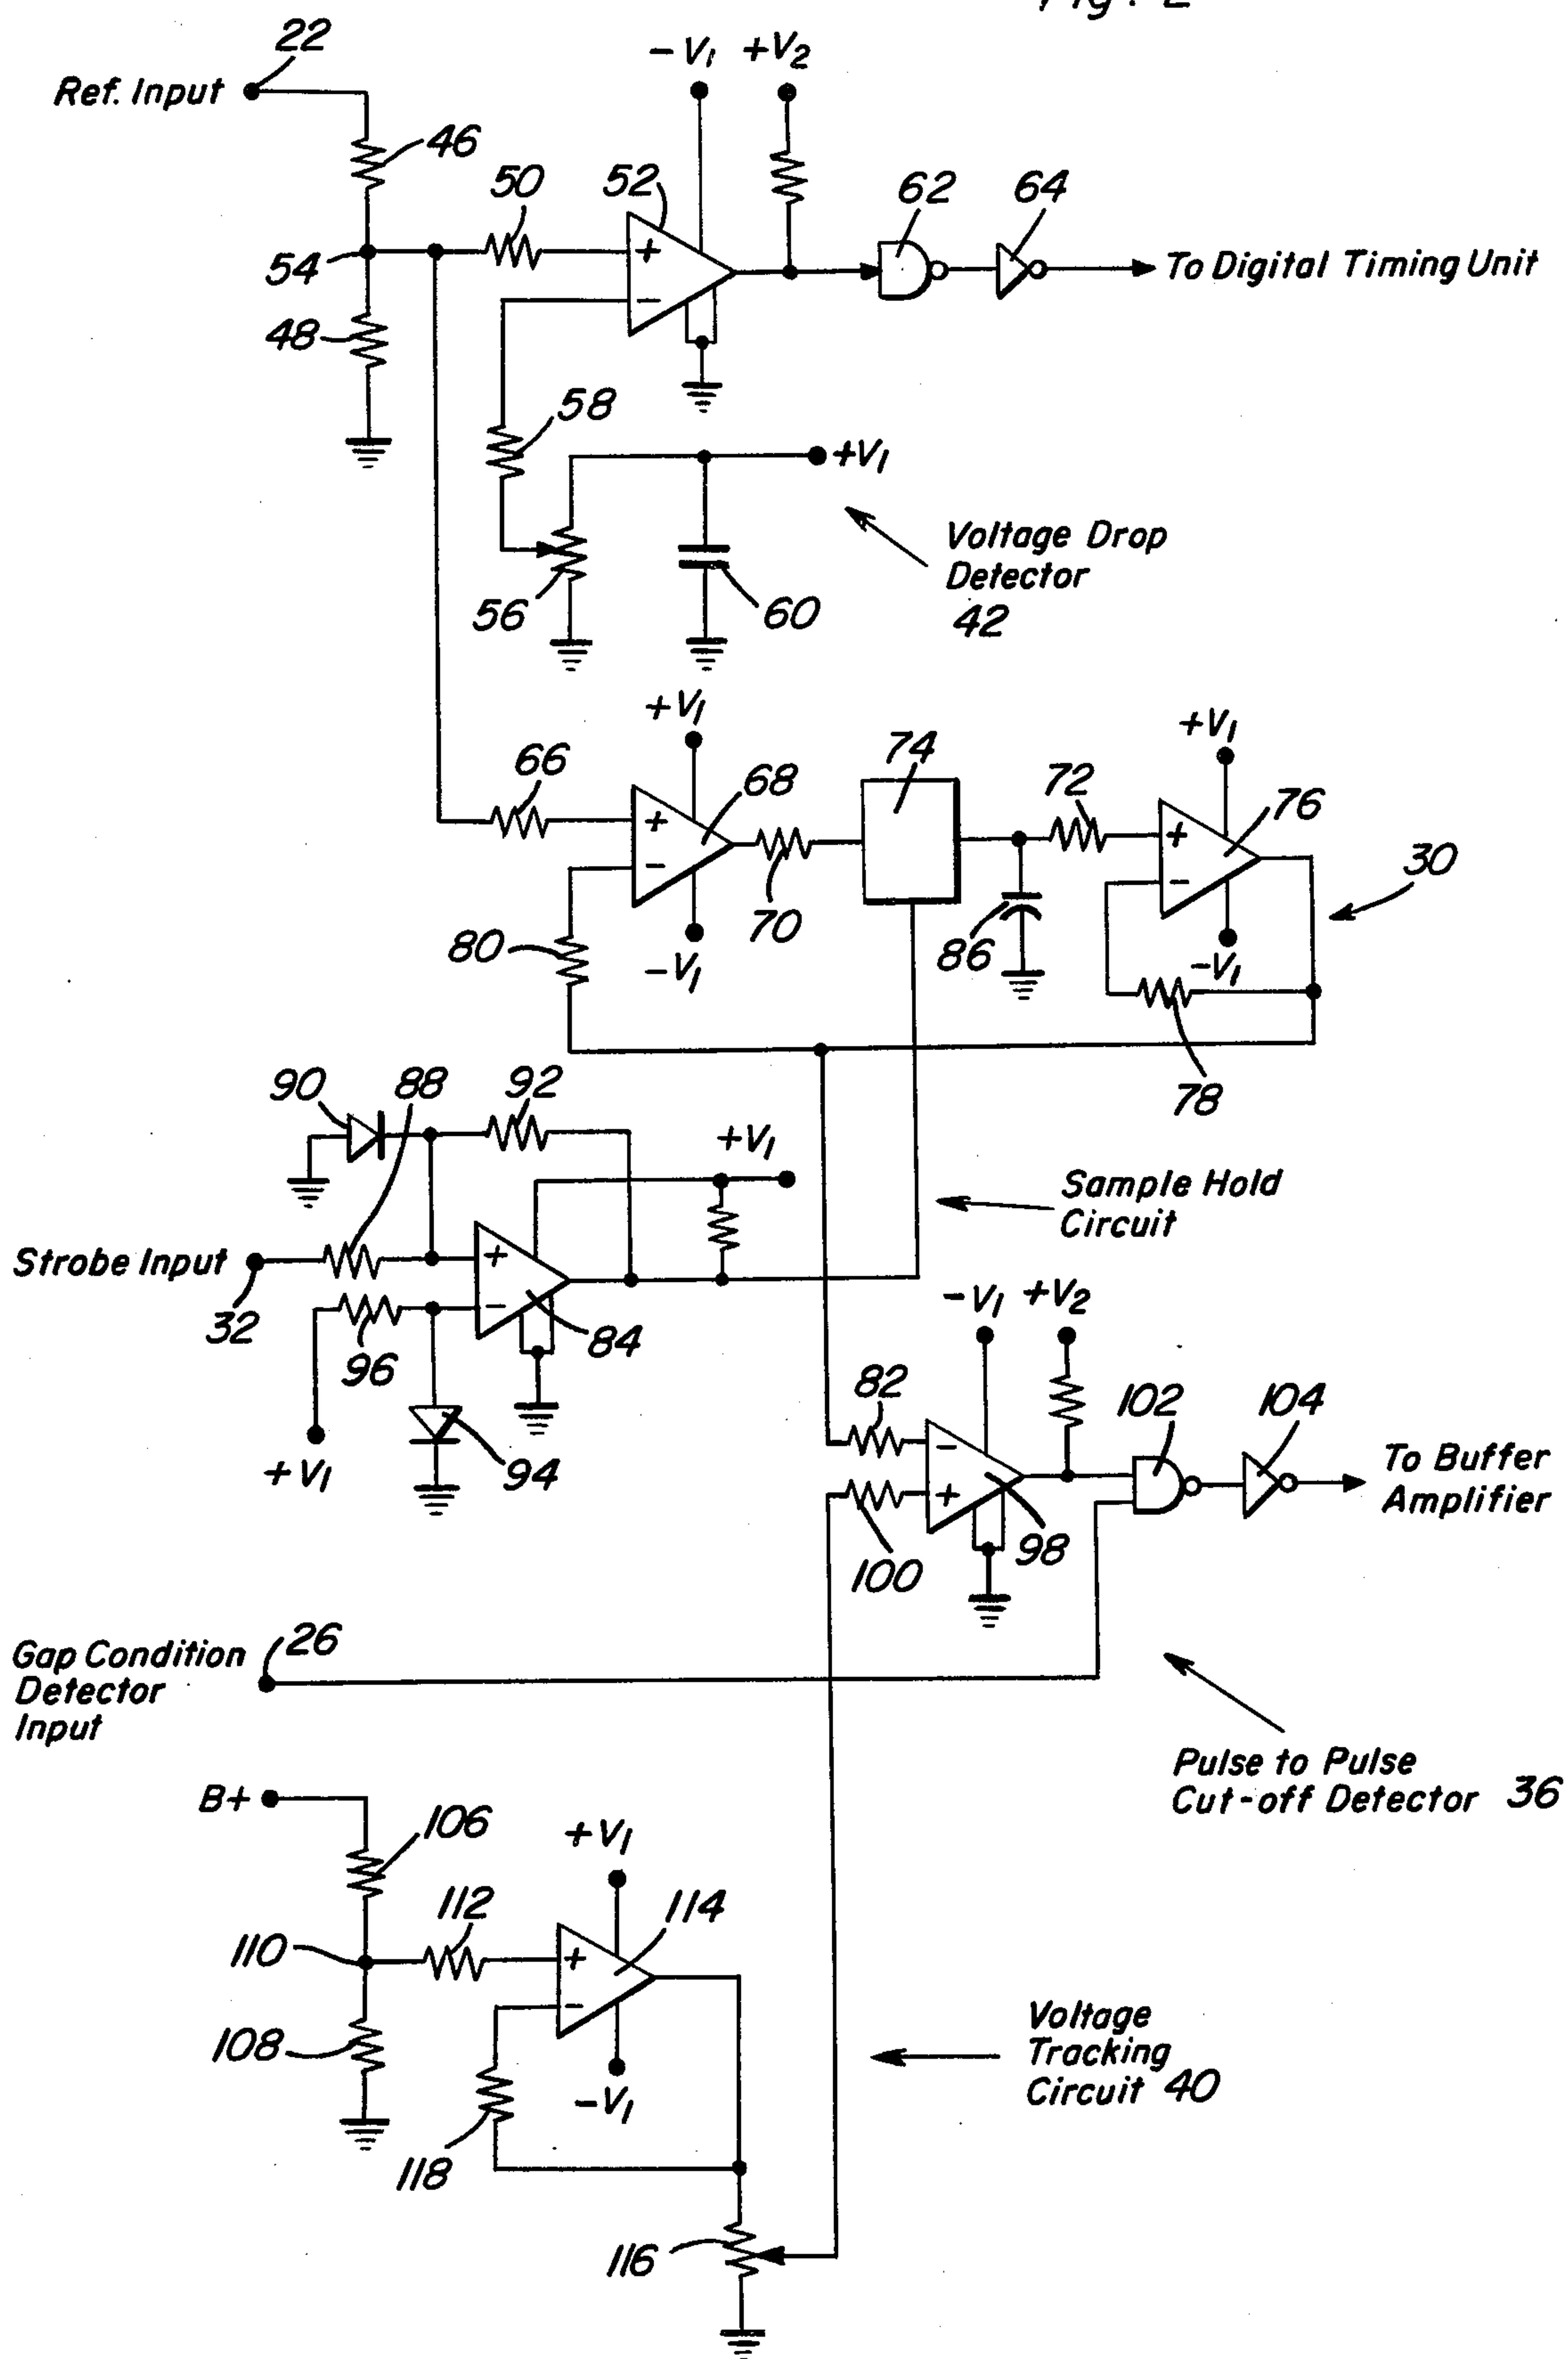 Fig. 2
22
-V1 +V2
Ref. Input
46
50
52
62
64
+
-
54
To Digital Timing Unit
48
58
+V1
Voltage Drop
Detector
42
56
60
+V1
+V1
74
66
68
72
76
+
-
+
-
30
70
80
86
-V1
-V1
78
90
88
92
+V1
Sample Hold
Circuit
Strobe Input
+
-
32
84
-V1 +V2
96
82
102
104
+V1
94
-
+
To Buffer
Amplifier
98
100
26
Gap Condition
Detector
Input
Pulse to Pulse
Cut-off Detector 36
B+
106
+V1
112
114
110
+
-
108
Voltage
Tracking
Circuit 40
-V1
118
116